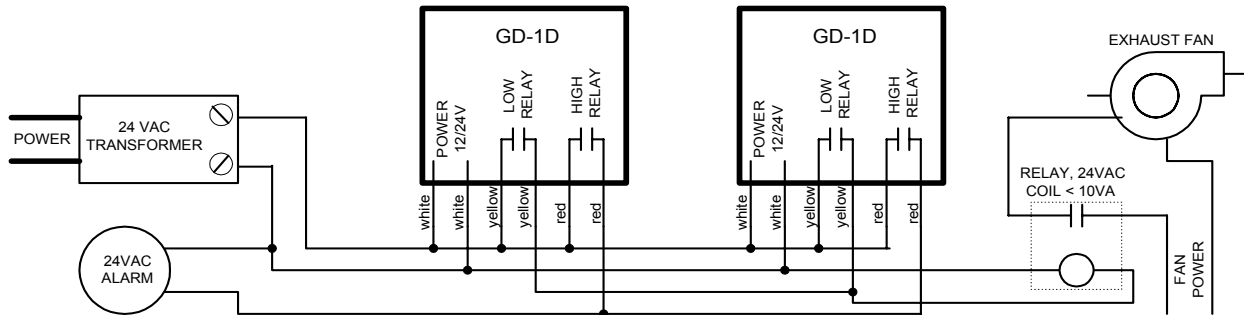 GD-1D
GD-1D
EXHAUST FAN
POWER
24 VAC
TRANSFORMER
POWER
12/24V
LOW
RELAY
HIGH
RELAY
POWER
12/24V
LOW
RELAY
HIGH
RELAY
RELAY, 24VAC
COIL < 10VA
white
white
yellow
yellow
red
red
white
white
yellow
yellow
red
red
24VAC
ALARM
FAN
POWER